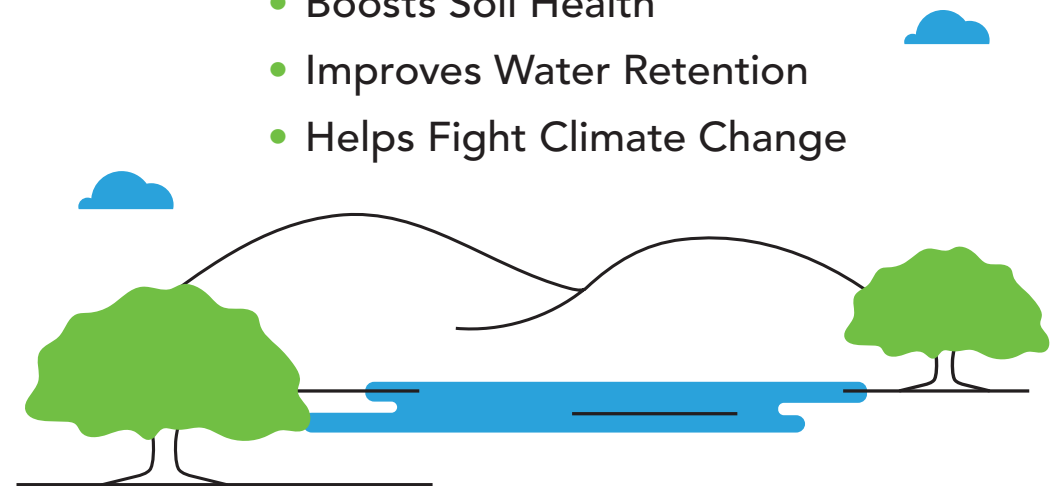 • Boosts Soil Health
• Improves Water Retention
• Helps Fight Climate Change